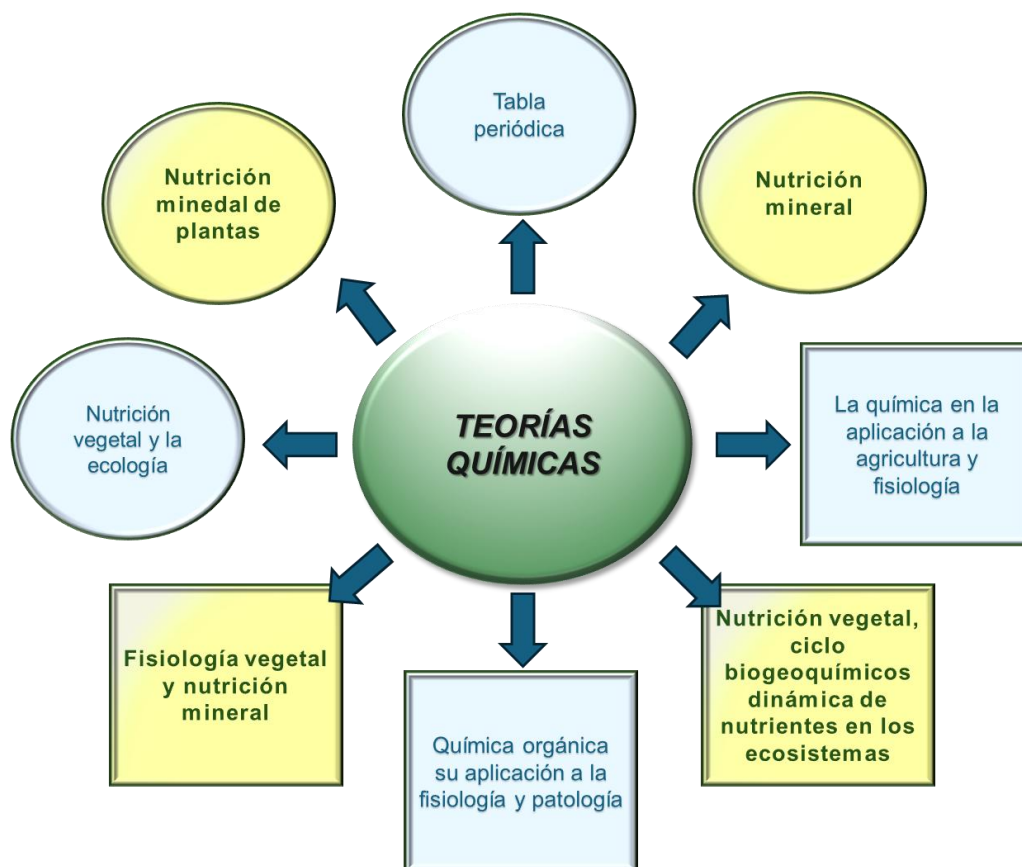 Tabla
periódica
Nutrición
minedal de
plantas
Nutrición
mineral
TEORÍAS
QUÍMICAS
Nutrición
vegetal y la
ecología
La química en la
aplicación a la
agricultura y
fisiología
Fisiología vegetal
y nutrición
mineral
Química orgánica
su aplicación a la
fisiología y patología
Nutrición vegetal,
ciclo
biogeoquímicos
dinámica de
nutrientes en los
ecosistemas